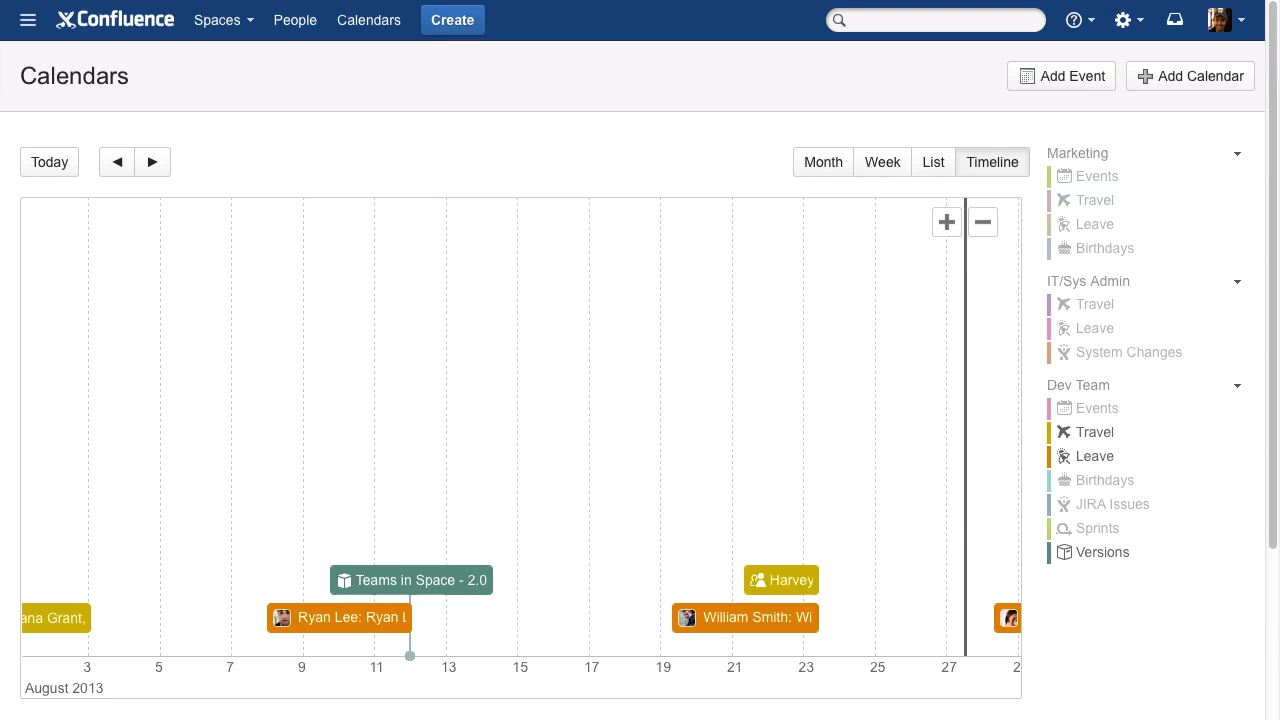 Confluence Spaces People Calendars Create
Calendars
Add Event Add Calendar
Today
Month Week List Timeline
Marketing
Events
Travel
Leave
Birthdays
IT/Sys Admin
Travel
Leave
System Changes
Dev Team
Events
Travel
Leave
Birthdays
JIRA Issues
Sprints
Versions
Teams in Space - 2.0
Harvey
ana Grant,
Ryan Lee: Ryan L
William Smith: Wi
3 5 7 9 11 13 15 17 19 21 23 25 27 2
August 2013